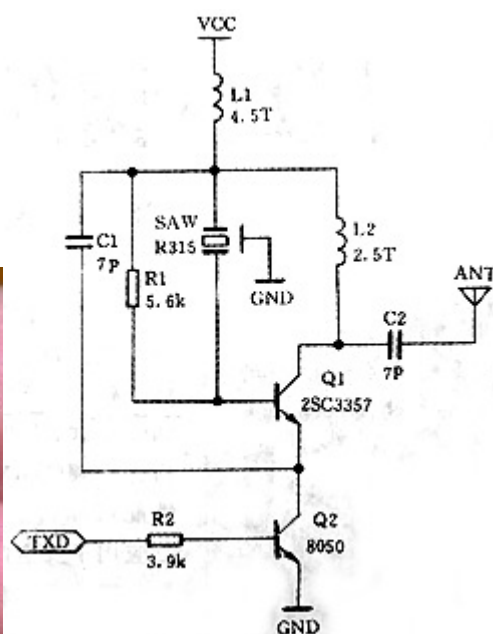 VCC
L1
4.5T
C1
7P
SAW
R315
L2
2.5T
GND
R1
5.6k
ANT
C2
7P
Q1
2SC3357
TXD
R2
3.9k
Q2
8050
GND